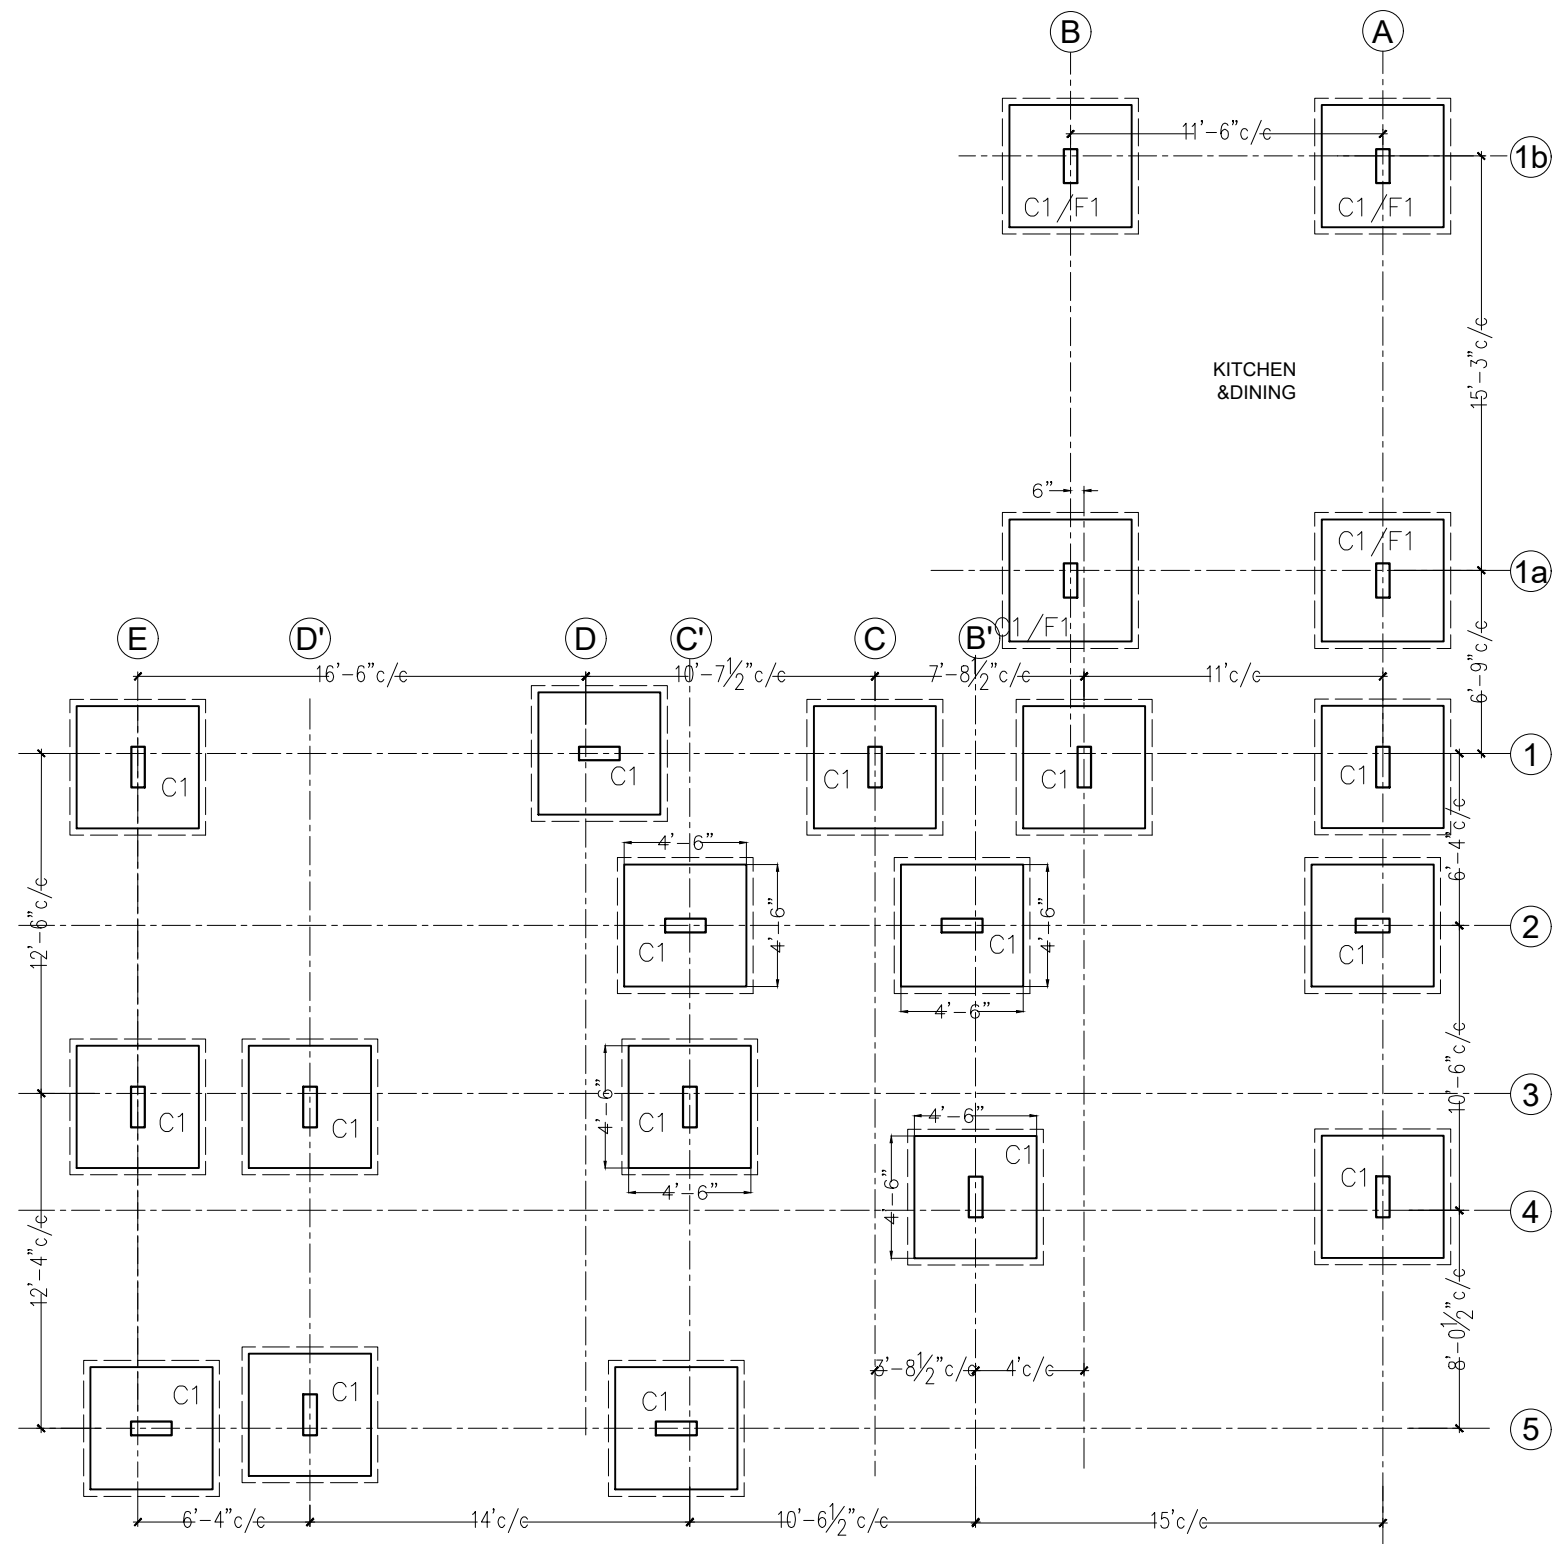 B
A
11'-6"c/c
1b
C1/F1
C1/F1
15'-3"c/c
KITCHEN
&DINING
6"
C1/F1
1a
C1/F1
E
D'
D
C'
C
B'
6'-9"c/c
16'-6"c/c
10'-7½"c/c
7'-8½"c/c
11'c/c
1
C1
C1
C1
C1
C1
6'-4"c/c
4'-6"
12'-6"c/c
4'-6"
4'-6"
2
C1
C1
C1
4'-6"
10'-6"c/c
3
4'-6"
C1
C1
C1
4'-6"
C1
4'-6"
4'-6"
C1
4
12'-4"c/c
8'-0½"c/c
3'-8½"c/c
4'c/c
C1
C1
C1
5
6'-4"c/c
14'c/c
10'-6½"c/c
15'c/c